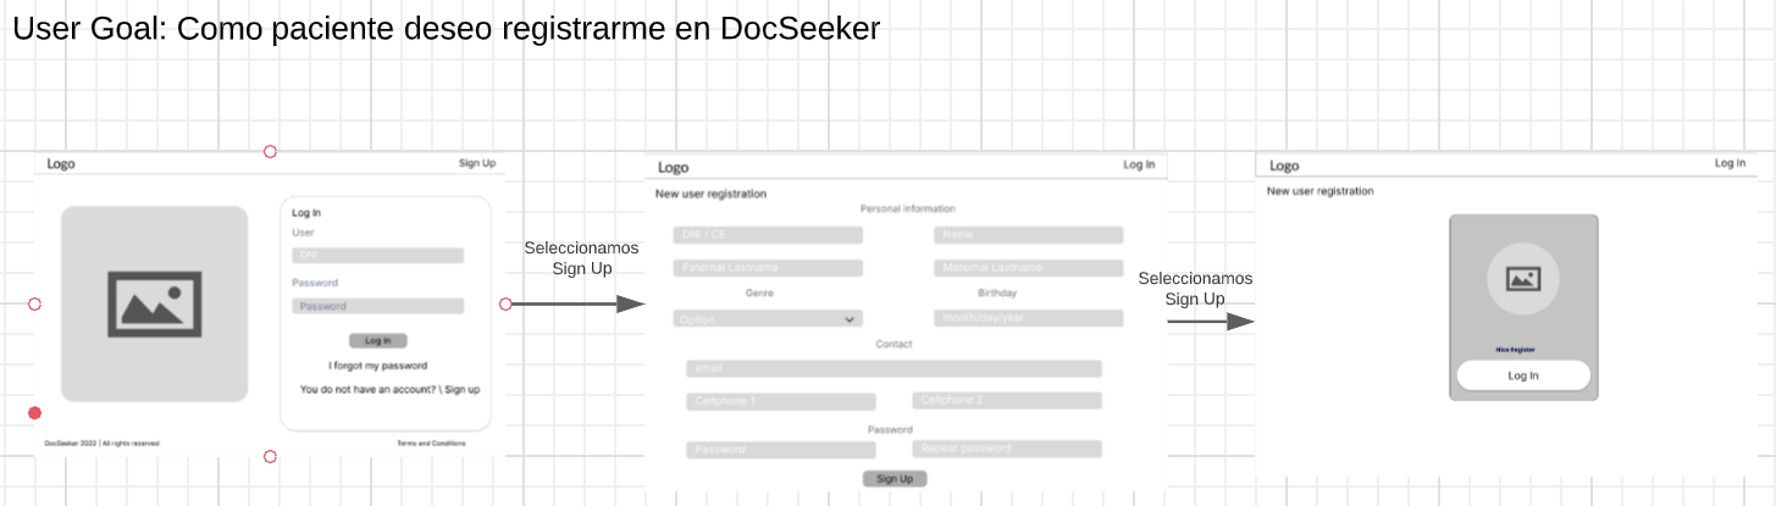 User Goal: Como paciente deseo registrarme en DocSeeker
Logo
Sign Up
Log In
User
DNI
Password
Password
Log In
I forgot my password
You do not have an account? \ Sign up
DocSeeker 2022 | All rights reserved
Terms and Conditions
Seleccionamos
Sign Up
Logo
Log In
New user registration
Personal information
DNI / CE
Name
Paternal Lastname
Maternal Lastname
Genre
Birthday
Option
month/day/year
Contact
email
Cellphone 1
Cellphone 2
Password
Password
Repeat password
Sign Up
Seleccionamos
Sign Up
Logo
Log In
New user registration
Nice Register
Log In